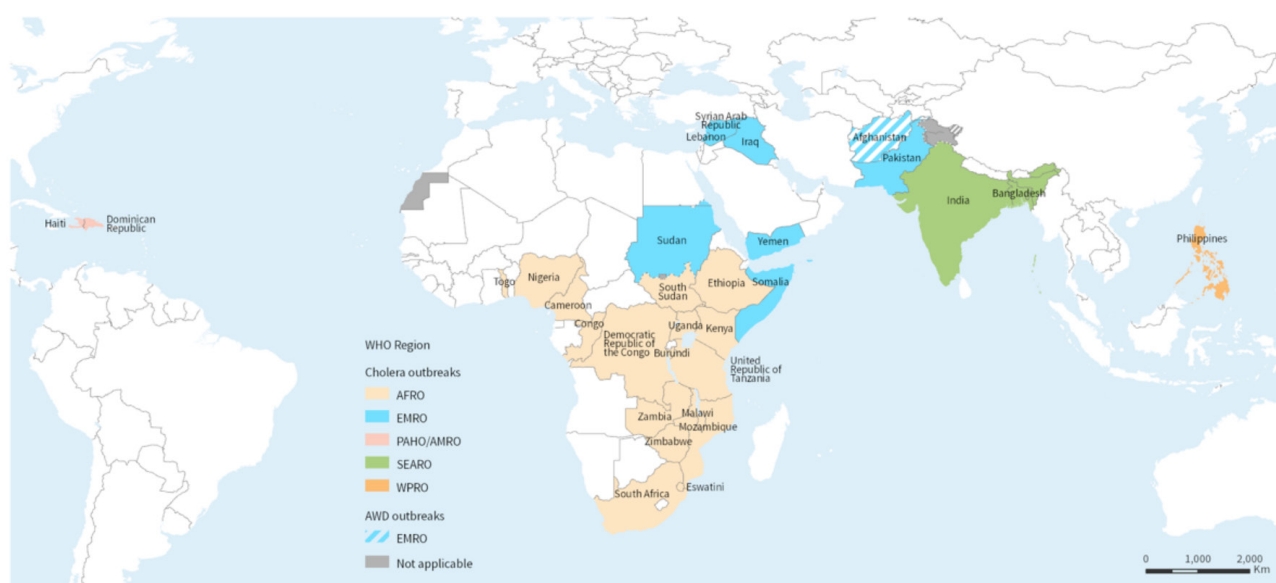 Syrian Arab
Republic
Lebanon
Iraq
Afghanistan
Pakistan
India
Bangladesh
Philippines
Haiti
Dominican
Republic
Sudan
Yemen
Nigeria
Togo
South
Sudan
Ethiopia
Somalia
Cameroon
Congo
Democratic
Republic of
the Congo
Uganda
Kenya
Burundi
United
Republic of
Tanzania
Zambia
Malawi
Mozambique
Zimbabwe
South Africa
Eswatini
WHO Region
Cholera outbreaks
AFRO
EMRO
PAHO/AMRO
SEARO
WPRO
AWD outbreaks
EMRO
Not applicable
0 1,000 2,000
Km